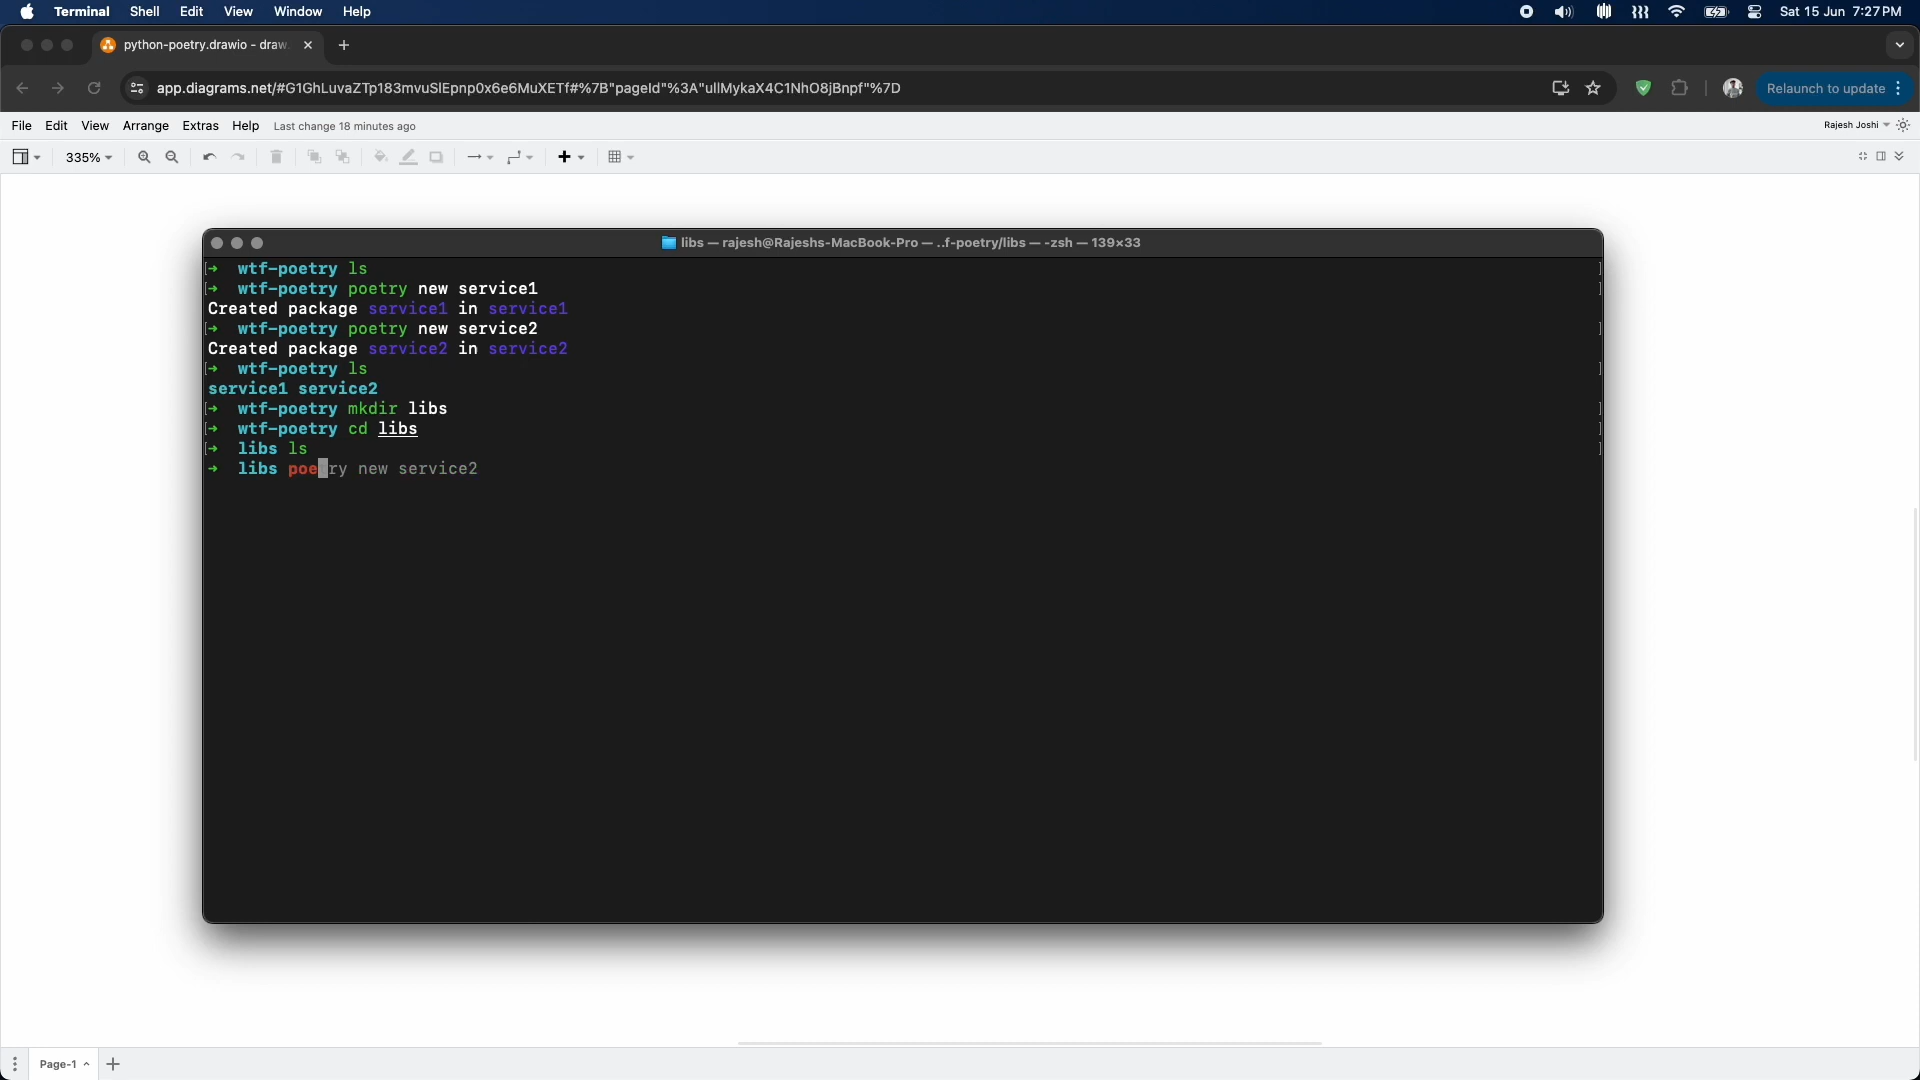 Terminal Shell Edit View Window Help
Sat 15 Jun 7:27 PM
python-poetry.drawio - draw
app.diagrams.net/#G1GhLuvaZTp183mvuSlEpnp0x6e6MuXETf#%7B"pageId"%3A"ullMykaX4C1NhO8jBnpf"%7D
Relaunch to update
File Edit View Arrange Extras Help Last change 18 minutes ago
Rajesh Joshi
335%
libs — rajesh@Rajeshs-MacBook-Pro — ..f-poetry/libs — -zsh — 139×33
[→ wtf-poetry ls ]
[→ wtf-poetry poetry new service1 ]
Created package service1 in service1
[→ wtf-poetry poetry new service2 ]
Created package service2 in service2
[→ wtf-poetry ls ]
service1 service2
[→ wtf-poetry mkdir libs ]
[→ wtf-poetry cd libs ]
[→ libs ls ]
→ libs poetry new service2
Page-1